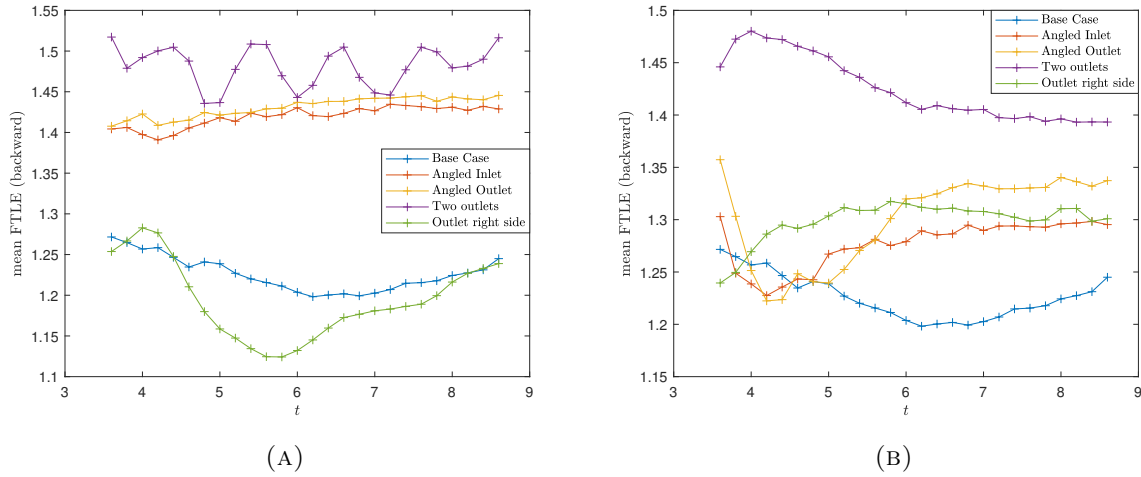 1.55
1.5
1.45
1.4
1.35
1.3
1.25
1.2
1.15
1.1
mean FTLE (backward)
3 4 5 6 7 8 9
t
Base Case
Angled Inlet
Angled Outlet
Two outlets
Outlet right side
(A)
1.5
1.45
1.4
1.35
1.3
1.25
1.2
1.15
mean FTLE (backward)
3 4 5 6 7 8 9
t
Base Case
Angled Inlet
Angled Outlet
Two outlets
Outlet right side
(B)